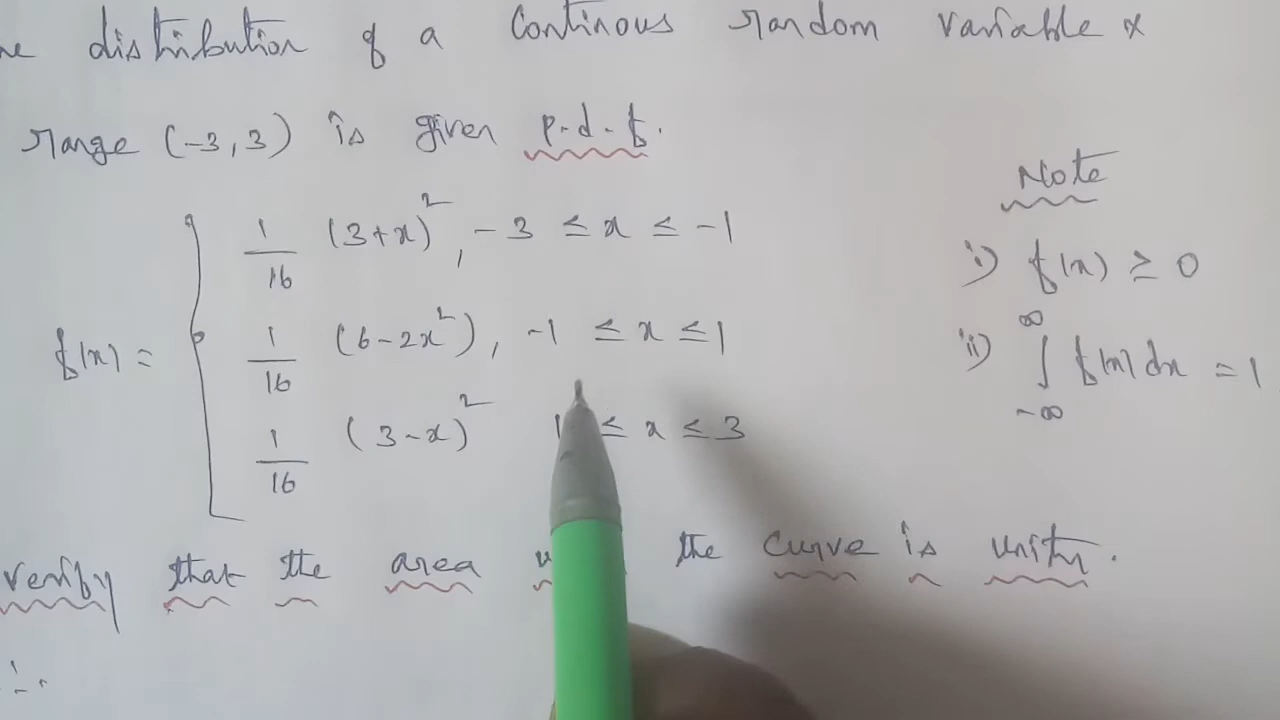 distribution of a continous random variable x
range (-3,3) is given p.d.f.
Note
f(x) =
1/16 (3+x)², -3 ≤ x ≤ -1
1/16 (6-2x²), -1 ≤ x ≤ 1
1/16 (3-x)² 1 ≤ x ≤ 3
i) f(x) ≥ 0
ii) ∫_{-∞}^{∞} f(x) dx = 1
verify that the area the curve is unity.